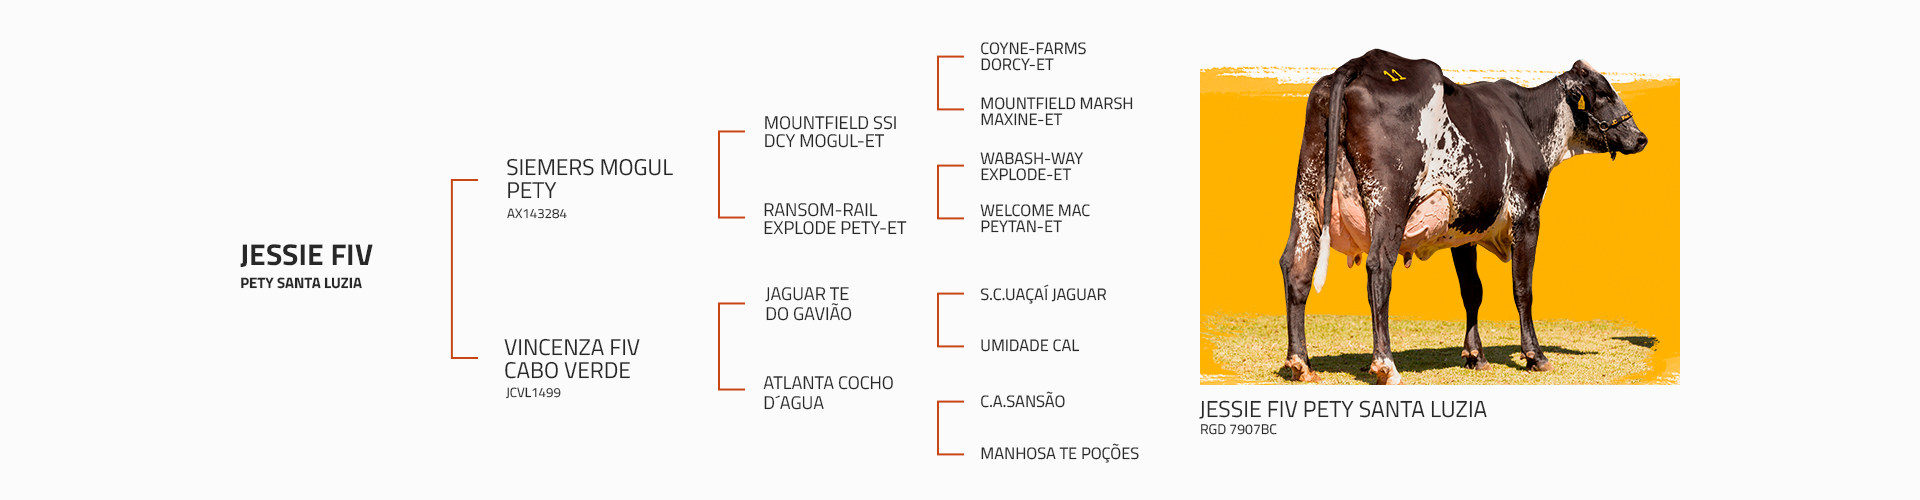 JESSIE FIV
PETY SANTA LUZIA
SIEMERS MOGUL
PETY
AX143284
VINCENZA FIV
CABO VERDE
JCVL1499
MOUNTFIELD SSI
DCY MOGUL-ET
RANSOM-RAIL
EXPLODE PETY-ET
JAGUAR TE
DO GAVIÃO
ATLANTA COCHO
D´AGUA
COYNE-FARMS
DORCY-ET
MOUNTFIELD MARSH
MAXINE-ET
WABASH-WAY
EXPLODE-ET
WELCOME MAC
PEYTAN-ET
S.C.UAÇAÍ JAGUAR
UMIDADE CAL
C.A.SANSÃO
MANHOSA TE POÇÕES
11
JESSIE FIV PETY SANTA LUZIA
RGD 7907BC